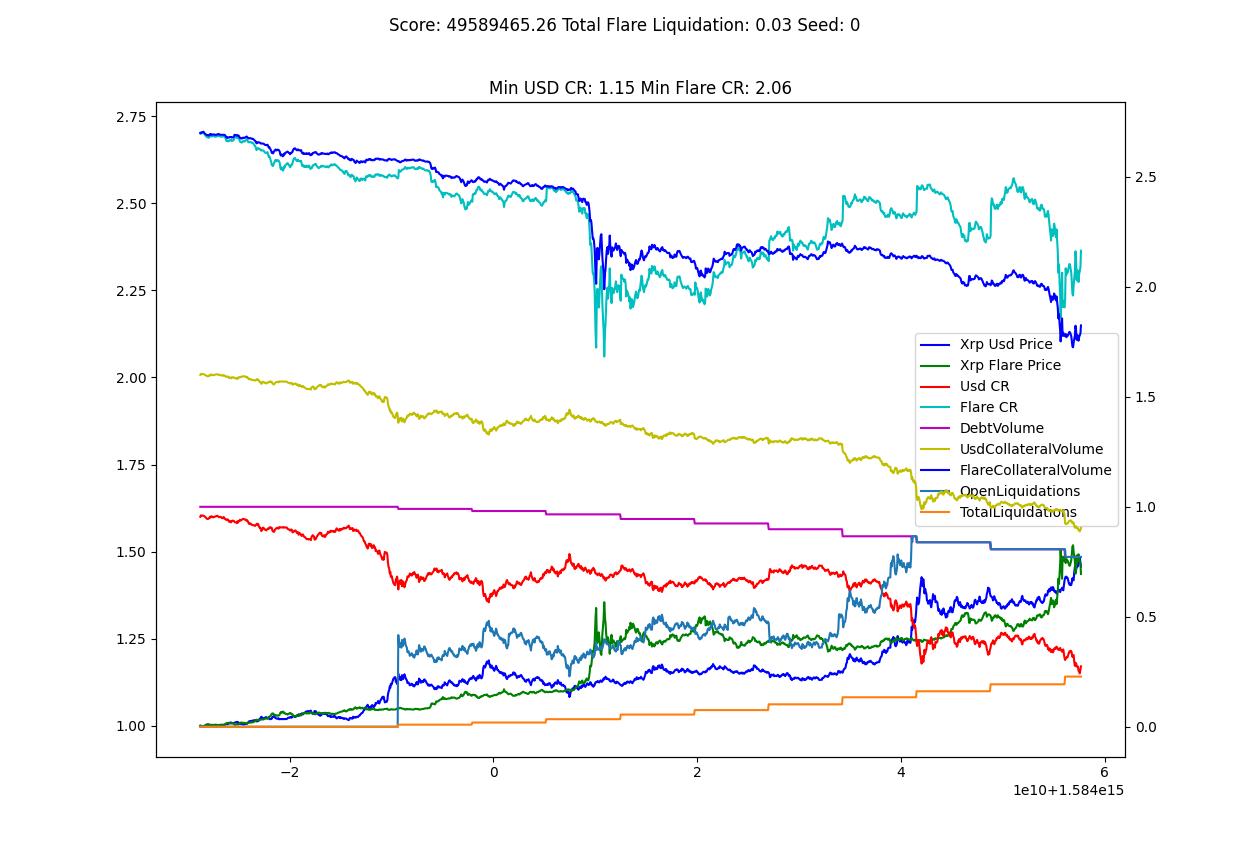 Score: 49589465.26 Total Flare Liquidation: 0.03 Seed: 0
Min USD CR: 1.15 Min Flare CR: 2.06
2.75
2.50
2.25
2.00
1.75
1.50
1.25
1.00
2.5
2.0
1.5
1.0
0.5
0.0
Xrp Usd Price
Xrp Flare Price
Usd CR
Flare CR
DebtVolume
UsdCollateralVolume
FlareCollateralVolume
OpenLiquidations
TotalLiquidations
−2 0 2 4 6
1e10+1.584e15